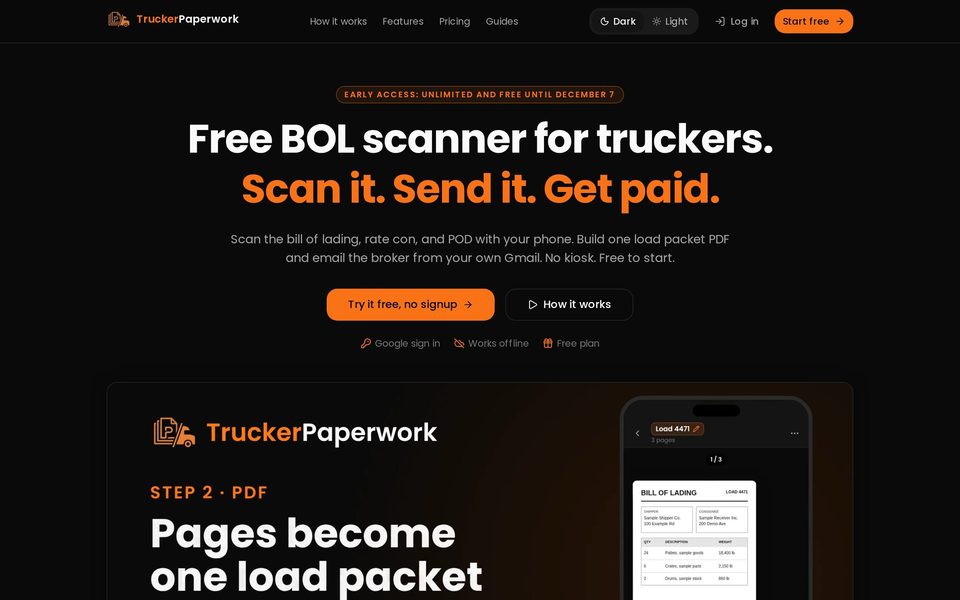 TruckerPaperwork
How it works
Features
Pricing
Guides
Dark
Light
Log in
Start free
EARLY ACCESS: UNLIMITED AND FREE UNTIL DECEMBER 7
Free BOL scanner for truckers.
Scan it. Send it. Get paid.
Scan the bill of lading, rate con, and POD with your phone. Build one load packet PDF
and email the broker from your own Gmail. No kiosk. Free to start.
Try it free, no signup
How it works
Google sign in
Works offline
Free plan
TruckerPaperwork
STEP 2 · PDF
Pages become
one load packet
Load 4471
3 pages
1 / 3
BILL OF LADING
LOAD 4471
SHIPPER
Sample Shipper Co.
100 Example Rd
CONSIGNEE
Sample Receiver Inc.
200 Demo Ave
QTY DESCRIPTION WEIGHT
24 Pallets, sample goods 18,400 lb
6 Crates, sample parts 2,150 lb
2 Drums, sample stock 860 lb